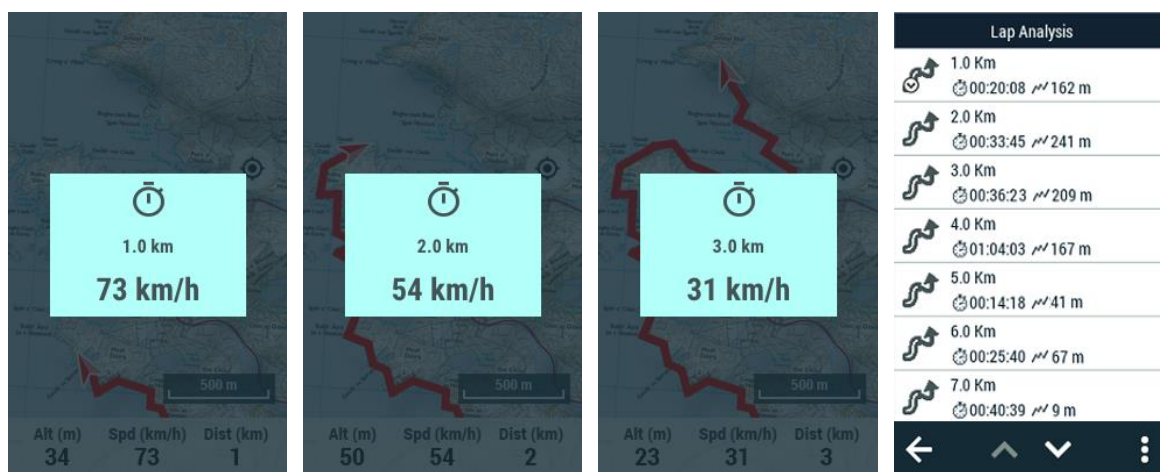 1.0 km
73 km/h
500 m
Alt (m) Spd (km/h) Dist (km)
34 73 1
2.0 km
54 km/h
500 m
Alt (m) Spd (km/h) Dist (km)
50 54 2
3.0 km
31 km/h
500 m
Alt (m) Spd (km/h) Dist (km)
23 31 3
Lap Analysis
1.0 Km
00:20:08 162 m
2.0 Km
00:33:45 241 m
3.0 Km
00:36:23 209 m
4.0 Km
01:04:03 167 m
5.0 Km
00:14:18 41 m
6.0 Km
00:25:40 67 m
7.0 Km
00:40:39 9 m